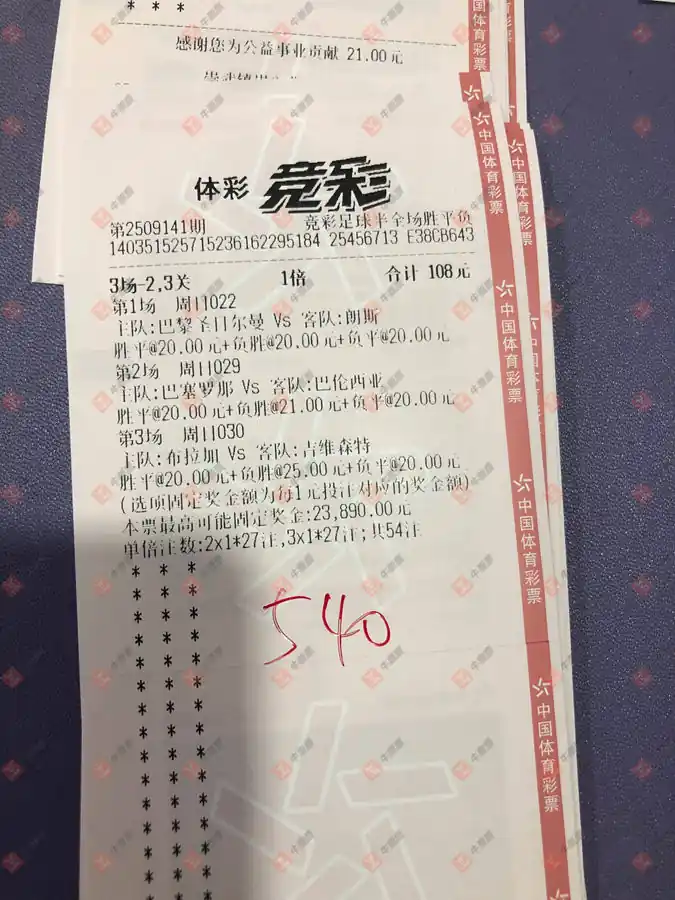 * * *
感谢您为公益事业贡献 21.00元
体彩 竞彩
第2509141期 竞彩足球半全场胜平负
140351525715236162295184 25456713 E38CB643
3场-2,3关 1倍 合计 108元
第1场 周日022
主队:巴黎圣日尔曼 Vs 客队:朗斯
胜平@20.00元+负胜@20.00元+负平@20.00元
第2场 周日029
主队:巴塞罗那 Vs 客队:巴伦西亚
胜平@20.00元+负胜@21.00元+负平@20.00元
第3场 周日030
主队:布拉加 Vs 客队:吉维森特
胜平@20.00元+负胜@25.00元+负平@20.00元
(选项固定奖金额为每1元投注对应的奖金额)
本票最高可能固定奖金:23,890.00元
单倍注数:2x1*27注,3x1*27注;共54注
* * *
* * *
* * *
* * *
* * *
* * *
* * *
* * *
* * *
* * *
* * *
* * *
* * *
* * *
540
中国体育彩票
中国体育彩票
中国体育彩票
中国体育彩票